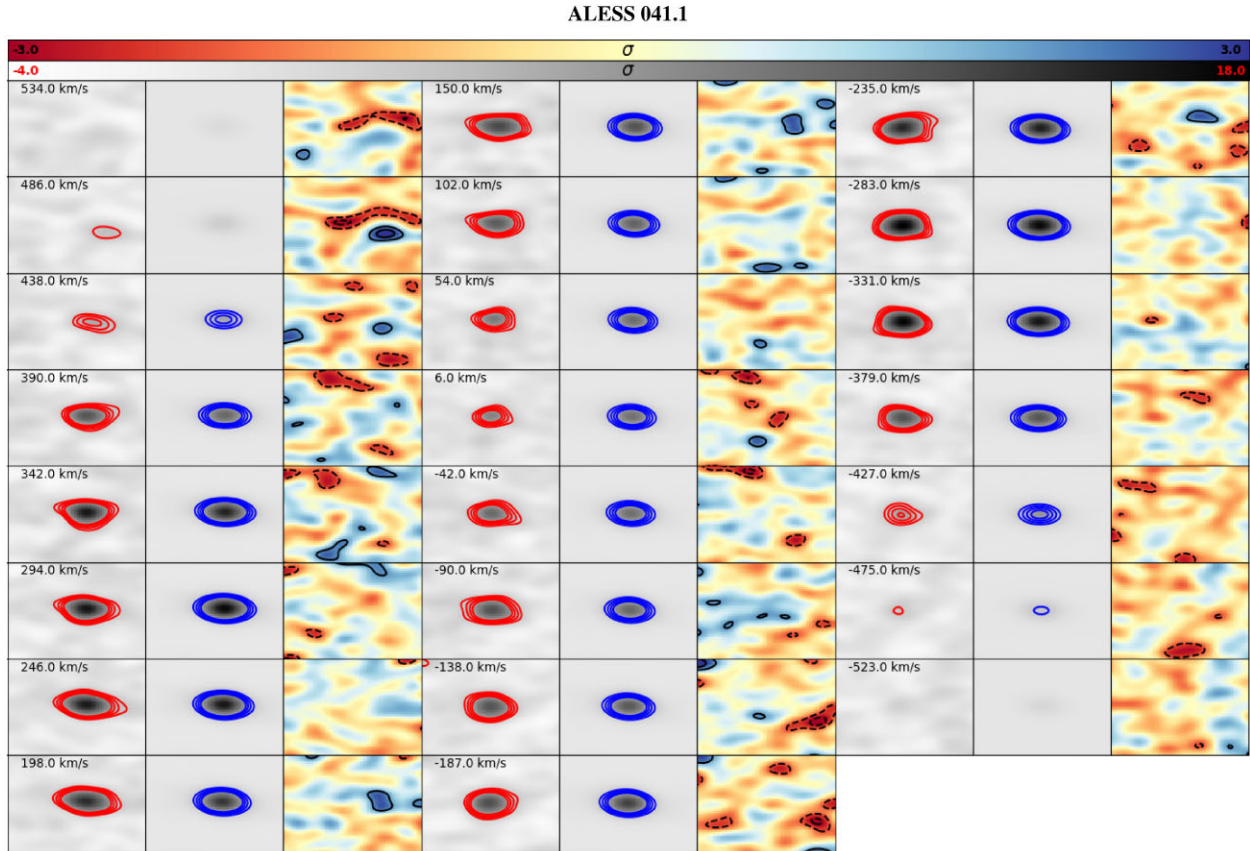 ALESS 041.1
-3.0 σ 3.0
-4.0 σ 18.0
534.0 km/s 150.0 km/s -235.0 km/s
486.0 km/s 102.0 km/s -283.0 km/s
438.0 km/s 54.0 km/s -331.0 km/s
390.0 km/s 6.0 km/s -379.0 km/s
342.0 km/s -42.0 km/s -427.0 km/s
294.0 km/s -90.0 km/s -475.0 km/s
246.0 km/s -138.0 km/s -523.0 km/s
198.0 km/s -187.0 km/s